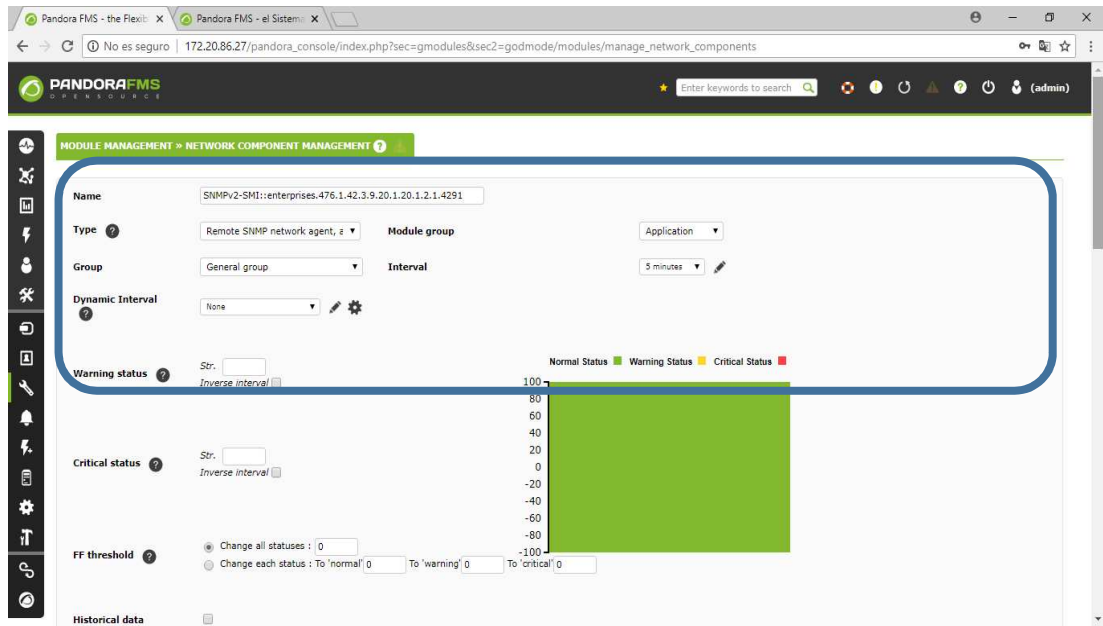 Pandora FMS - the Flexib
Pandora FMS - el Sistema
No es seguro | 172.20.86.27/pandora_console/index.php?sec=gmodules&sec2=godmode/modules/manage_network_components
PANDORAFMS
OPENSOURCE
Enter keywords to search
(admin)
MODULE MANAGEMENT » NETWORK COMPONENT MANAGEMENT
Name SNMPv2-SMI::enterprises.476.1.42.3.9.20.1.20.1.2.1.4291
Type Remote SNMP network agent, a Module group Application
Group General group Interval 5 minutes
Dynamic Interval None
Normal Status Warning Status Critical Status
Warning status Str.
Inverse interval
100
80
60
40
20
0
-20
-40
-60
-80
-100
Critical status Str.
Inverse interval
FF threshold Change all statuses : 0
Change each status : To 'normal' 0 To 'warning' 0 To 'critical' 0
Historical data